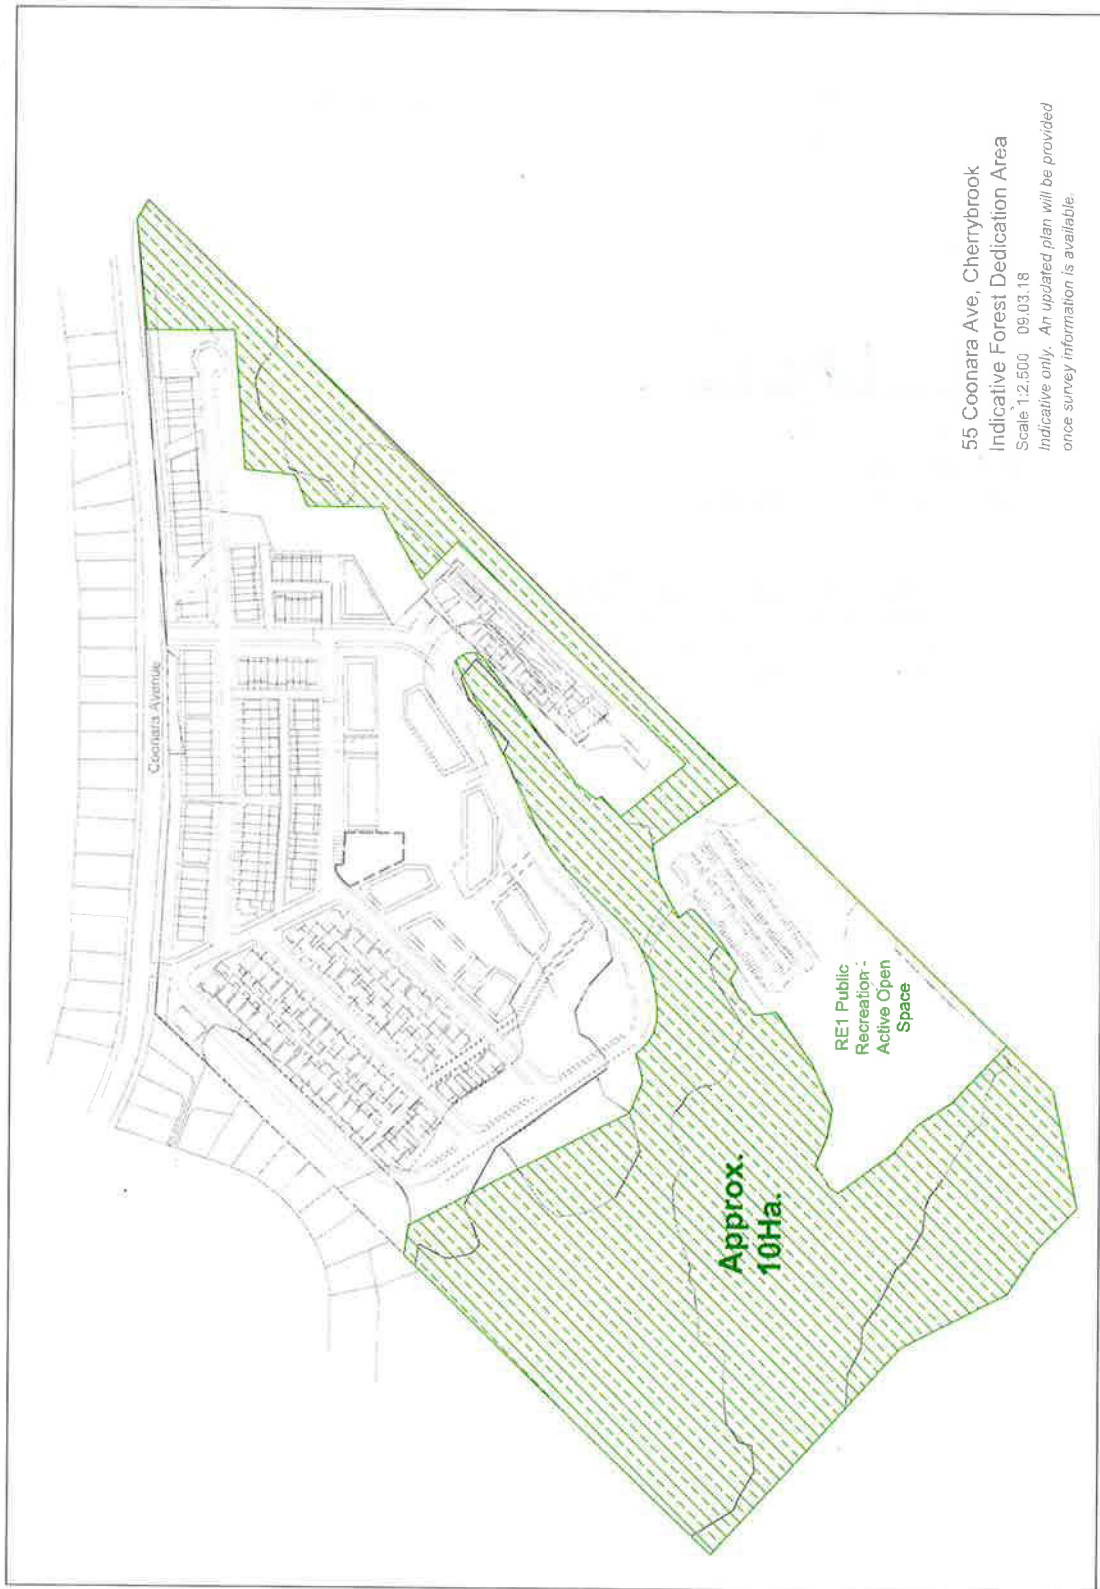 Coonara Avenue
RE1 Public
Recreation -
Active Open
Space
Approx.
10Ha.
55 Coonara Ave, Cherrybrook
Indicative Forest Dedication Area
Scale 1:2,500 09.03.18
Indicative only. An updated plan will be provided
once survey information is available.